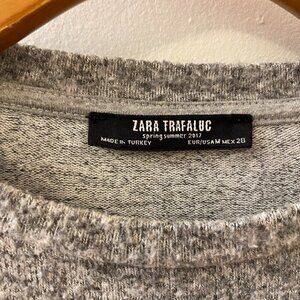 ZARA TRAFALUC
spring summer 2017
MADE IN TURKEY EUR/USA M MEX 28